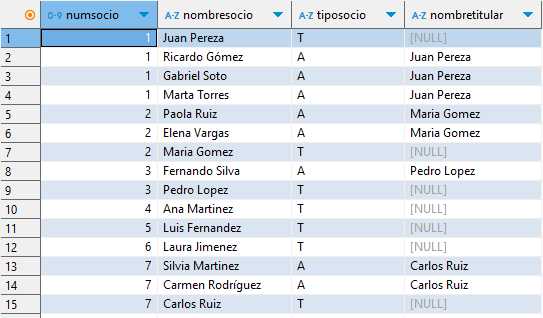 0-9 numsocio A-Z nombresocio A-Z tiposocio A-Z nombretitular
1 1 Juan Pereza T [NULL]
2 1 Ricardo Gómez A Juan Pereza
3 1 Gabriel Soto A Juan Pereza
4 1 Marta Torres A Juan Pereza
5 2 Paola Ruiz A Maria Gomez
6 2 Elena Vargas A Maria Gomez
7 2 Maria Gomez T [NULL]
8 3 Fernando Silva A Pedro Lopez
9 3 Pedro Lopez T [NULL]
10 4 Ana Martinez T [NULL]
11 5 Luis Fernandez T [NULL]
12 6 Laura Jimenez T [NULL]
13 7 Silvia Martinez A Carlos Ruiz
14 7 Carmen Rodríguez A Carlos Ruiz
15 7 Carlos Ruiz T [NULL]